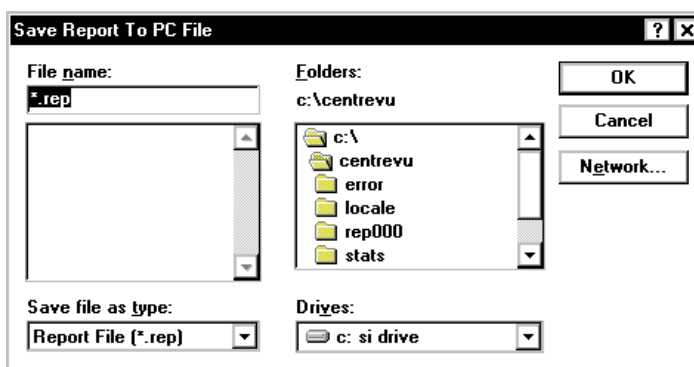 Save Report To PC File
File name:
*.rep
Folders:
c:\centrevu
c:\
centrevu
error
locale
rep000
stats
OK
Cancel
Network...
Save file as type:
Report File (*.rep)
Drives:
c: si drive